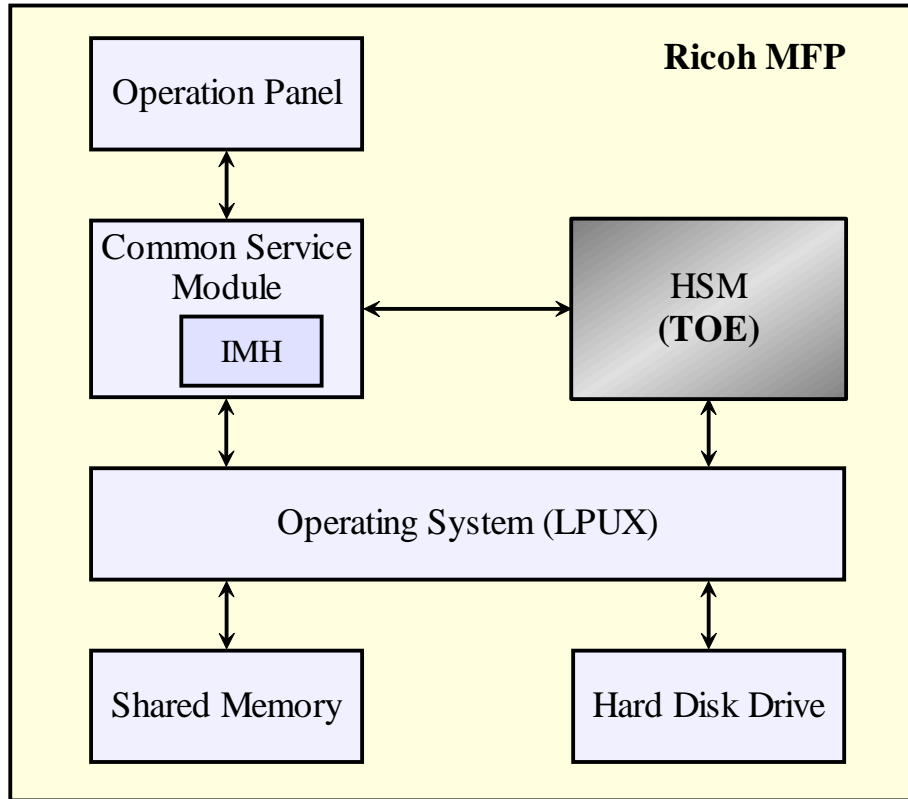 Ricoh MFP
Operation Panel
Common Service
Module
IMH
HSM
(TOE)
Operating System (LPUX)
Shared Memory
Hard Disk Drive